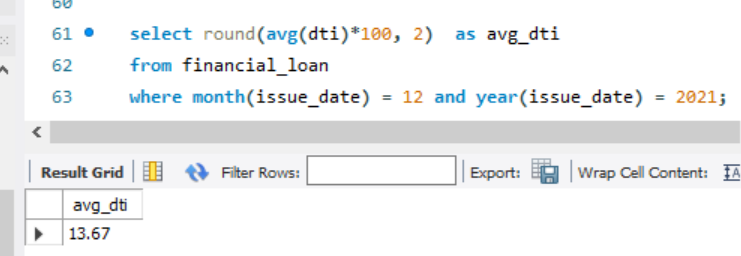 60
61 select round(avg(dti)*100, 2)  as avg_dti
62 from financial_loan
63 where month(issue_date) = 12 and year(issue_date) = 2021;
Result Grid Filter Rows: Export: Wrap Cell Content: IA
avg_dti
13.67